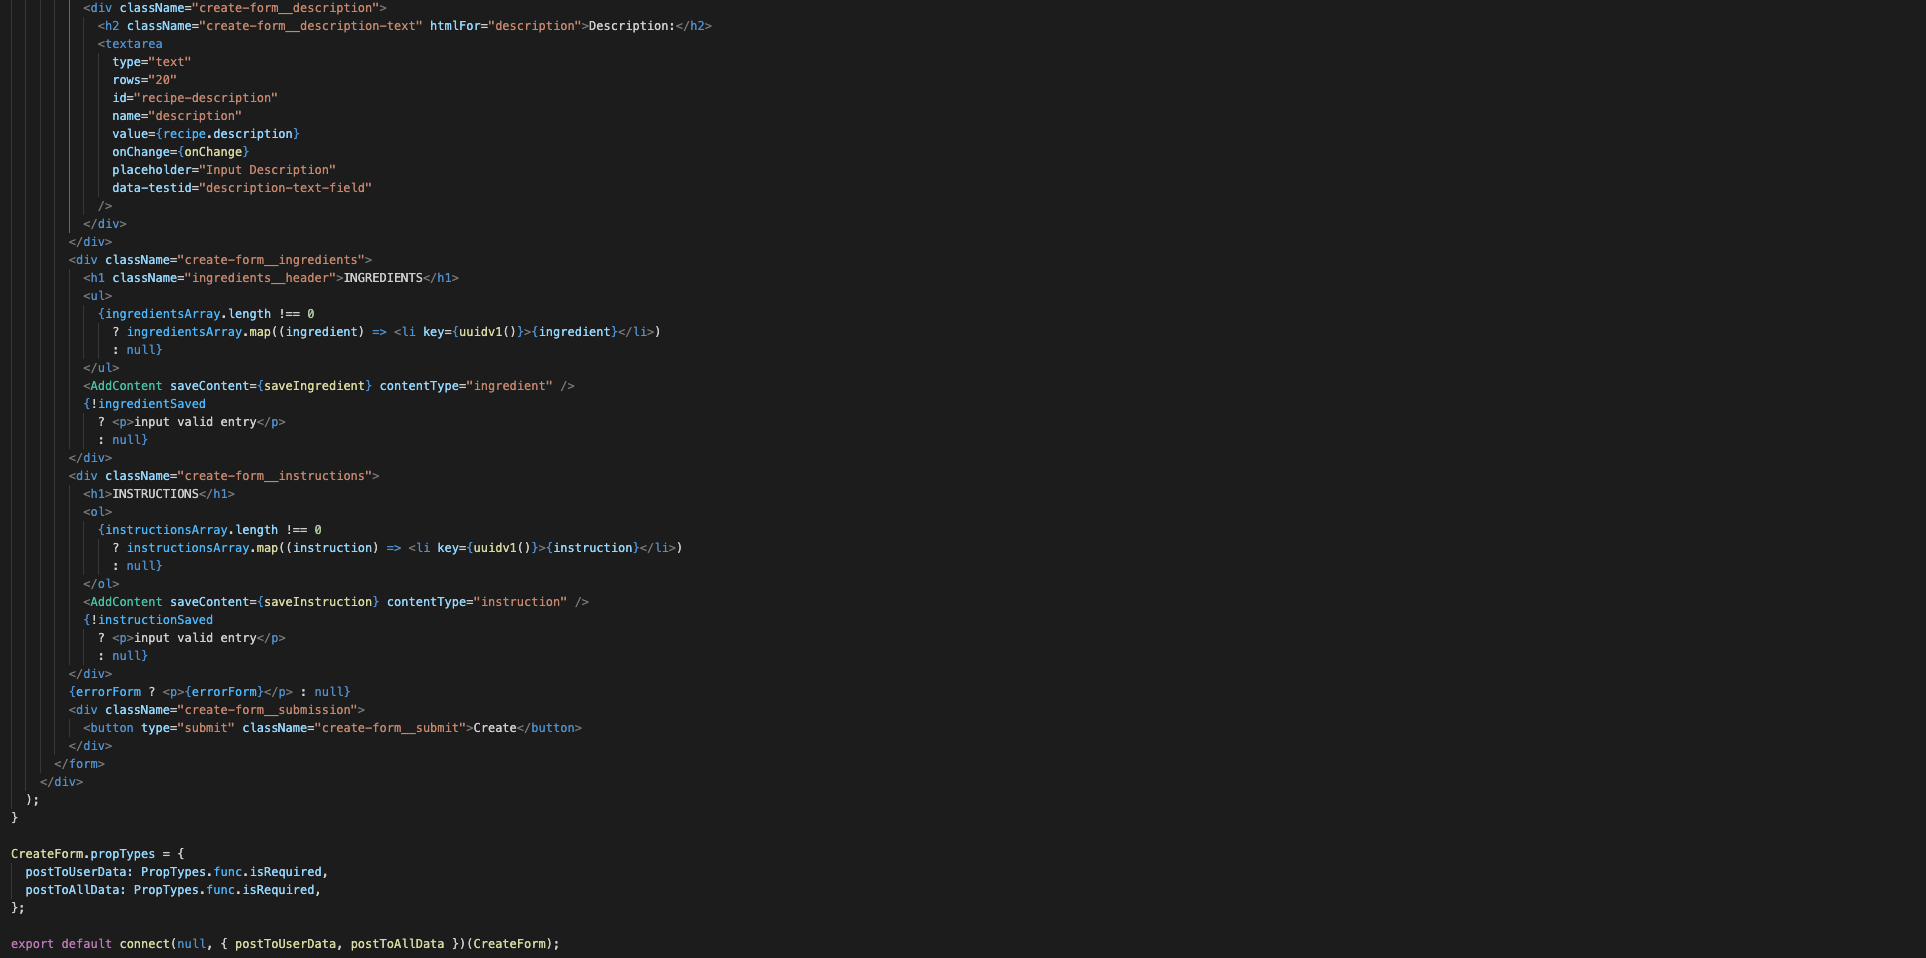 <div className="create-form__description">
<h2 className="create-form__description-text" htmlFor="description">Description:</h2>
<textarea
type="text"
rows="20"
id="recipe-description"
name="description"
value={recipe.description}
onChange={onChange}
placeholder="Input Description"
data-testid="description-text-field"
/>
</div>
</div>
<div className="create-form__ingredients">
<h1 className="ingredients__header">INGREDIENTS</h1>
<ul>
{ingredientsArray.length !== 0
? ingredientsArray.map((ingredient) => <li key={uuidv1()}>{ingredient}</li>)
: null}
</ul>
<AddContent saveContent={saveIngredient} contentType="ingredient" />
{!ingredientSaved
? <p>input valid entry</p>
: null}
</div>
<div className="create-form__instructions">
<h1>INSTRUCTIONS</h1>
<ol>
{instructionsArray.length !== 0
? instructionsArray.map((instruction) => <li key={uuidv1()}>{instruction}</li>)
: null}
</ol>
<AddContent saveContent={saveInstruction} contentType="instruction" />
{!instructionSaved
? <p>input valid entry</p>
: null}
</div>
{errorForm ? <p>{errorForm}</p> : null}
<div className="create-form__submission">
<button type="submit" className="create-form__submit">Create</button>
</div>
</form>
</div>
);
}
CreateForm.propTypes = {
postToUserData: PropTypes.func.isRequired,
postToAllData: PropTypes.func.isRequired,
};
export default connect(null, { postToUserData, postToAllData })(CreateForm);